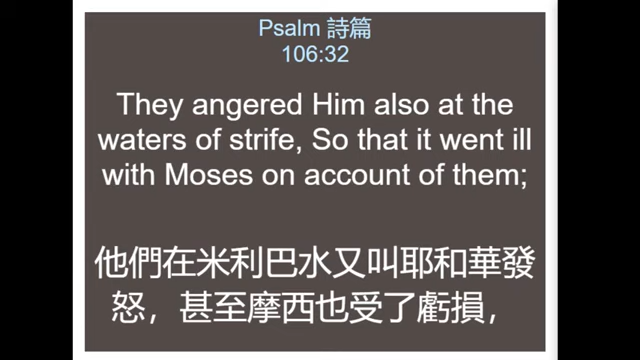 Psalm 詩篇
106:32
They angered Him also at the
waters of strife, So that it went ill
with Moses on account of them;
他們在米利巴水又叫耶和華發
怒，甚至摩西也受了虧損，